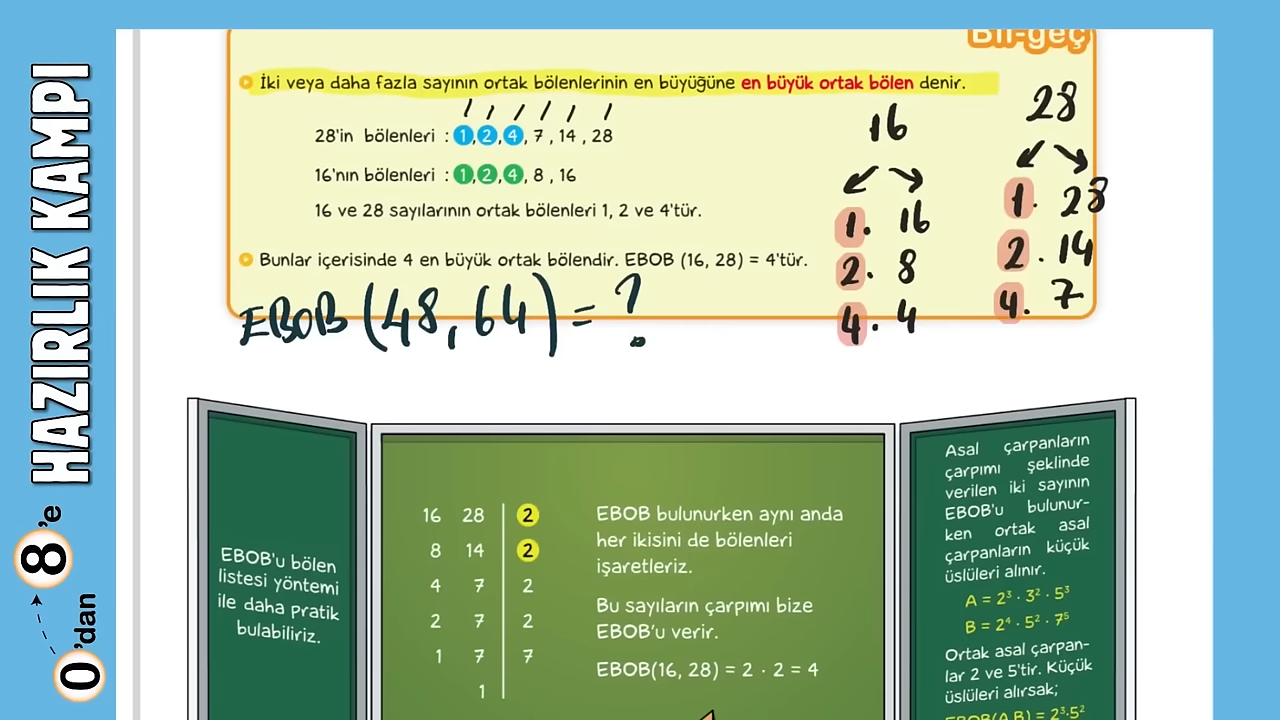 0'dan 8'e HAZIRLIK KAMPI
Bil-geç
İki veya daha fazla sayının ortak bölenlerinin en büyüğüne en büyük ortak bölen denir.
28'in bölenleri : 1, 2, 4, 7, 14, 28
16'nın bölenleri : 1, 2, 4, 8, 16
16 ve 28 sayılarının ortak bölenleri 1, 2 ve 4'tür.
Bunlar içerisinde 4 en büyük ortak bölendir. EBOB (16, 28) = 4'tür.
EBOB (48, 64) = ?
16
1. 16
2. 8
4. 4
28
1. 28
2. 14
4. 7
EBOB'u bölen
listesi yöntemi
ile daha pratik
bulabiliriz.
16 28 2
8 14 2
4 7 2
2 7 2
1 7 7
1
EBOB bulunurken aynı anda
her ikisini de bölenleri
işaretleriz.
Bu sayıların çarpımı bize
EBOB'u verir.
EBOB(16, 28) = 2 . 2 = 4
Asal çarpanların
çarpımı şeklinde
verilen iki sayının
EBOB'u bulunur-
ken ortak asal
çarpanların küçük
üslüleri alınır.
A = 2³ . 3² . 5³
B = 2⁴ . 5² . 7⁵
Ortak asal çarpan-
lar 2 ve 5'tir. Küçük
üslüleri alırsak;
EBOB(A,B) = 2³.5²